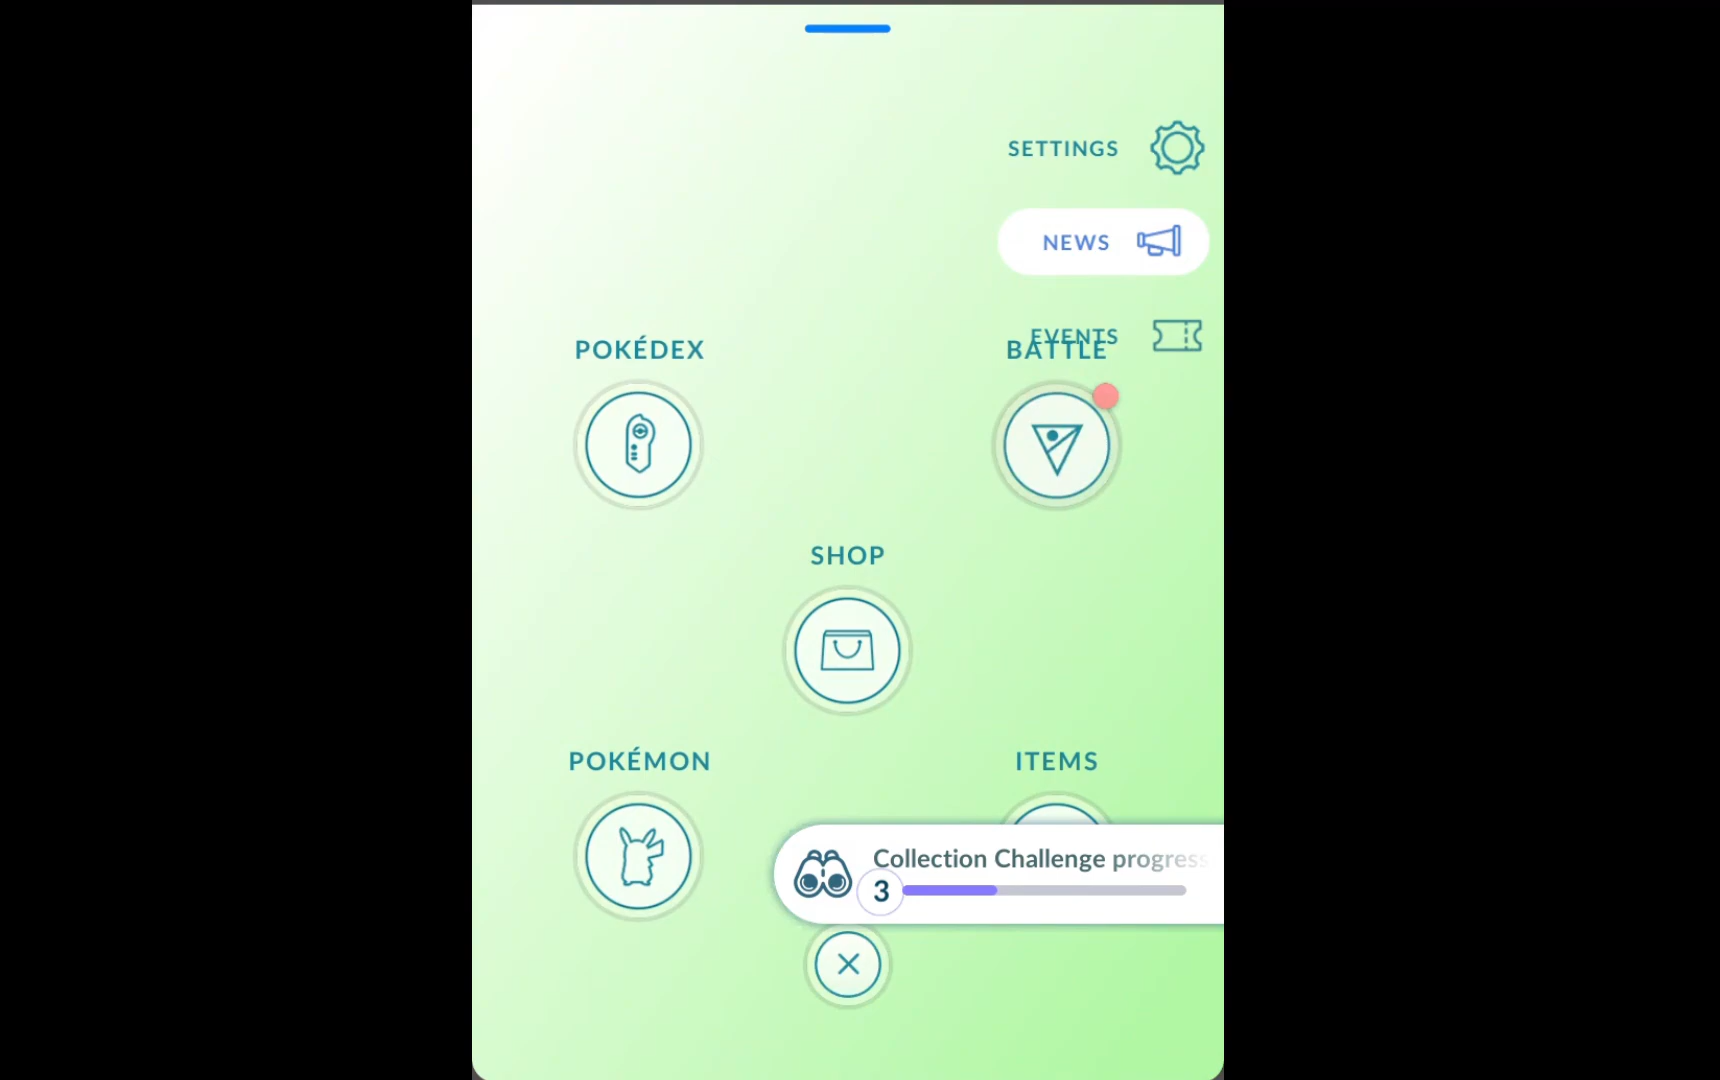 SETTINGS
NEWS
EVENTS
POKÉDEX
BATTLE
SHOP
POKÉMON
ITEMS
Collection Challenge progress
3